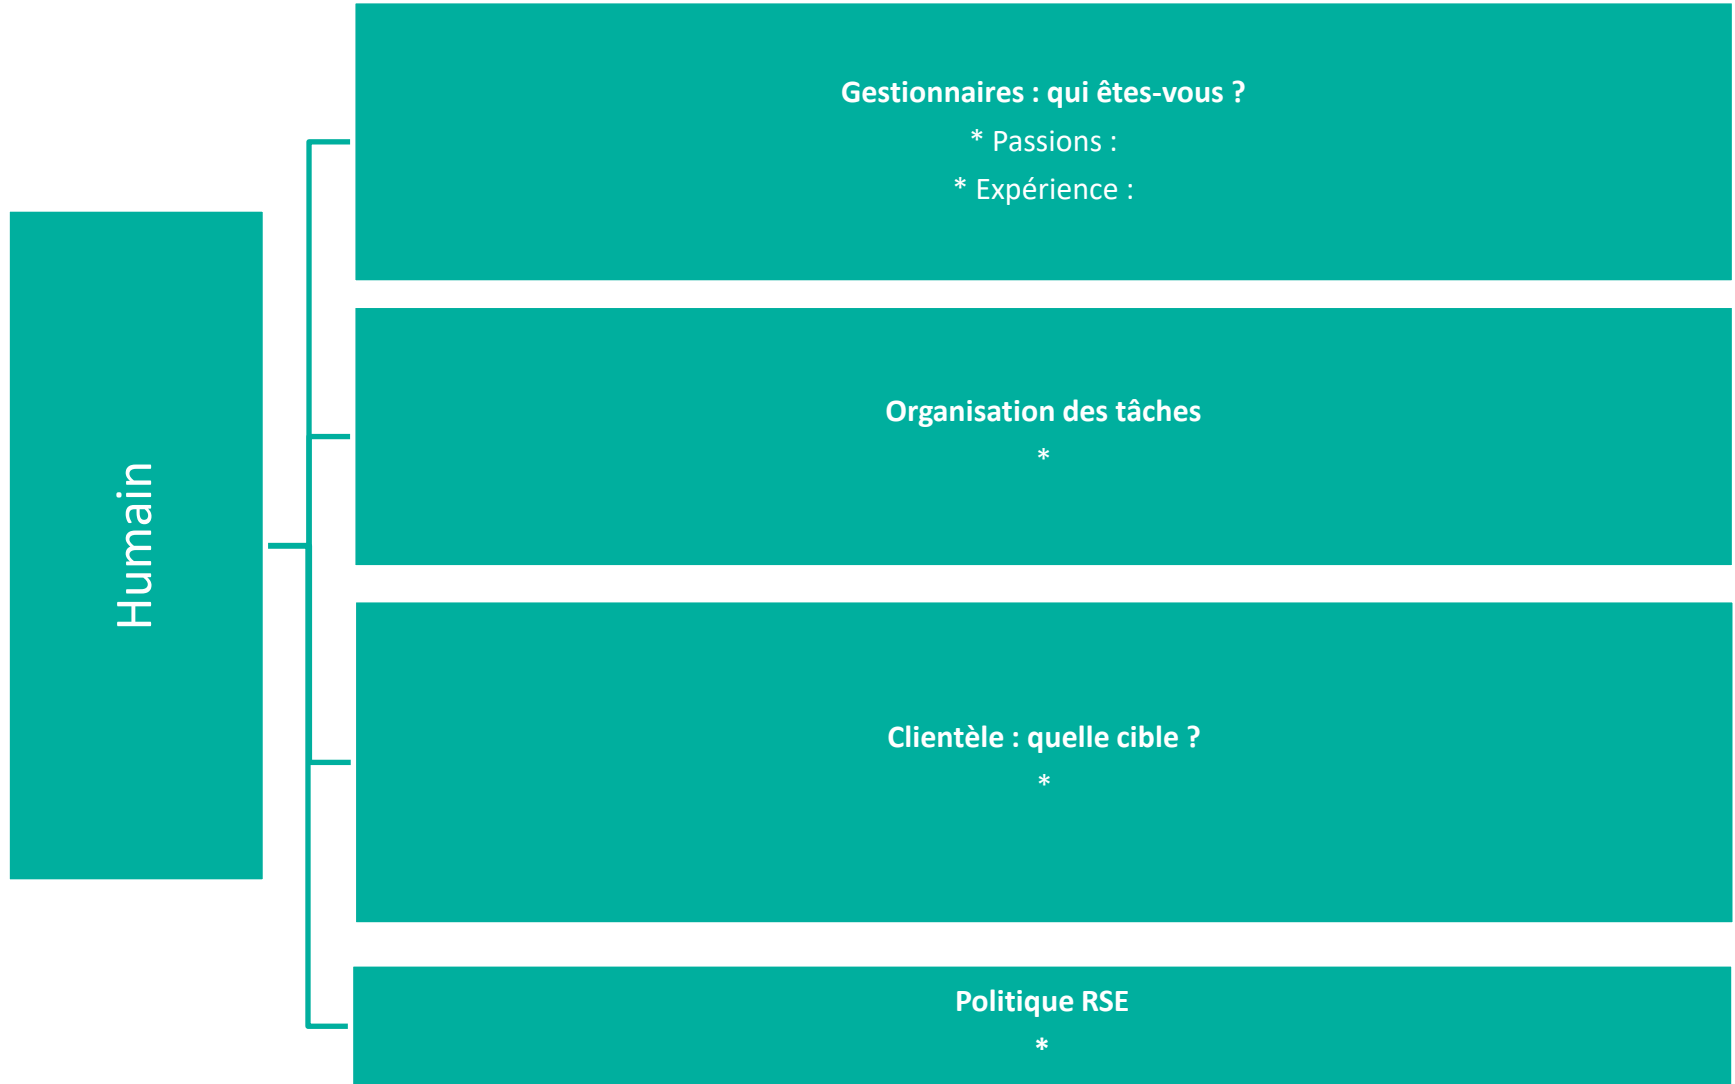 Humain
Gestionnaires : qui êtes-vous ?
* Passions :
* Expérience :
Organisation des tâches
*
Clientèle : quelle cible ?
*
Politique RSE
*